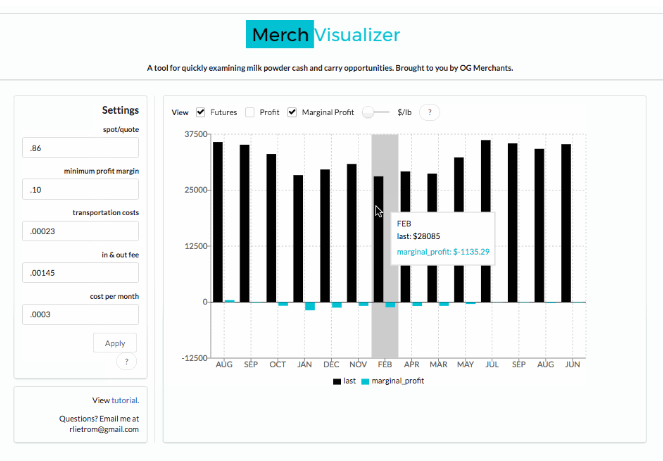 Merch Visualizer
A tool for quickly examining milk powder cash and carry opportunities. Brought to you by OG Merchants.
Settings
spot/quote
.86
minimum profit margin
.10
transportation costs
.00023
in & out fee
.00145
cost per month
.0003
Apply
?
View tutorial.
Questions? Email me at
rlietrom@gmail.com
View Futures Profit Marginal Profit $/lb ?
37500
25000
12500
0
-12500
FEB
last: $28085
marginal_profit: $-1135.29
AUG SEP OCT JAN DEC NOV FEB APR MAR MAY JUL SEP AUG JUN
last marginal_profit